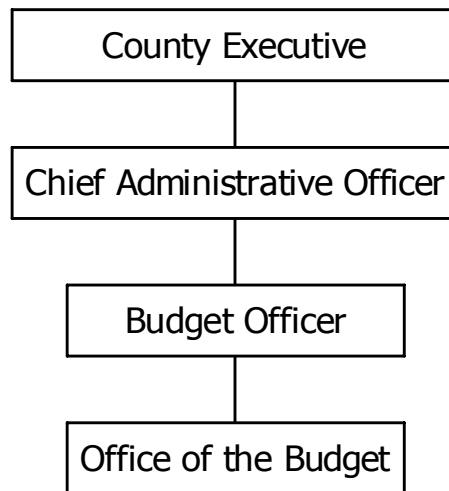 County Executive
Chief Administrative Officer
Budget Officer
Office of the Budget